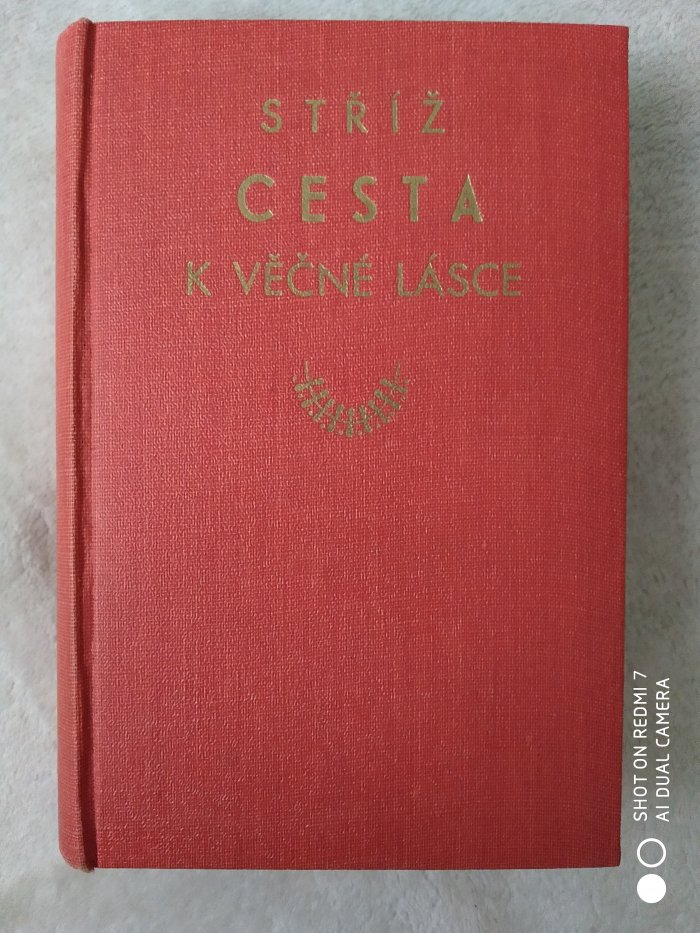 STŘÍŽ
CESTA
K VĚČNÉ LÁSCE
SHOT ON REDMI 7
AI DUAL CAMERA